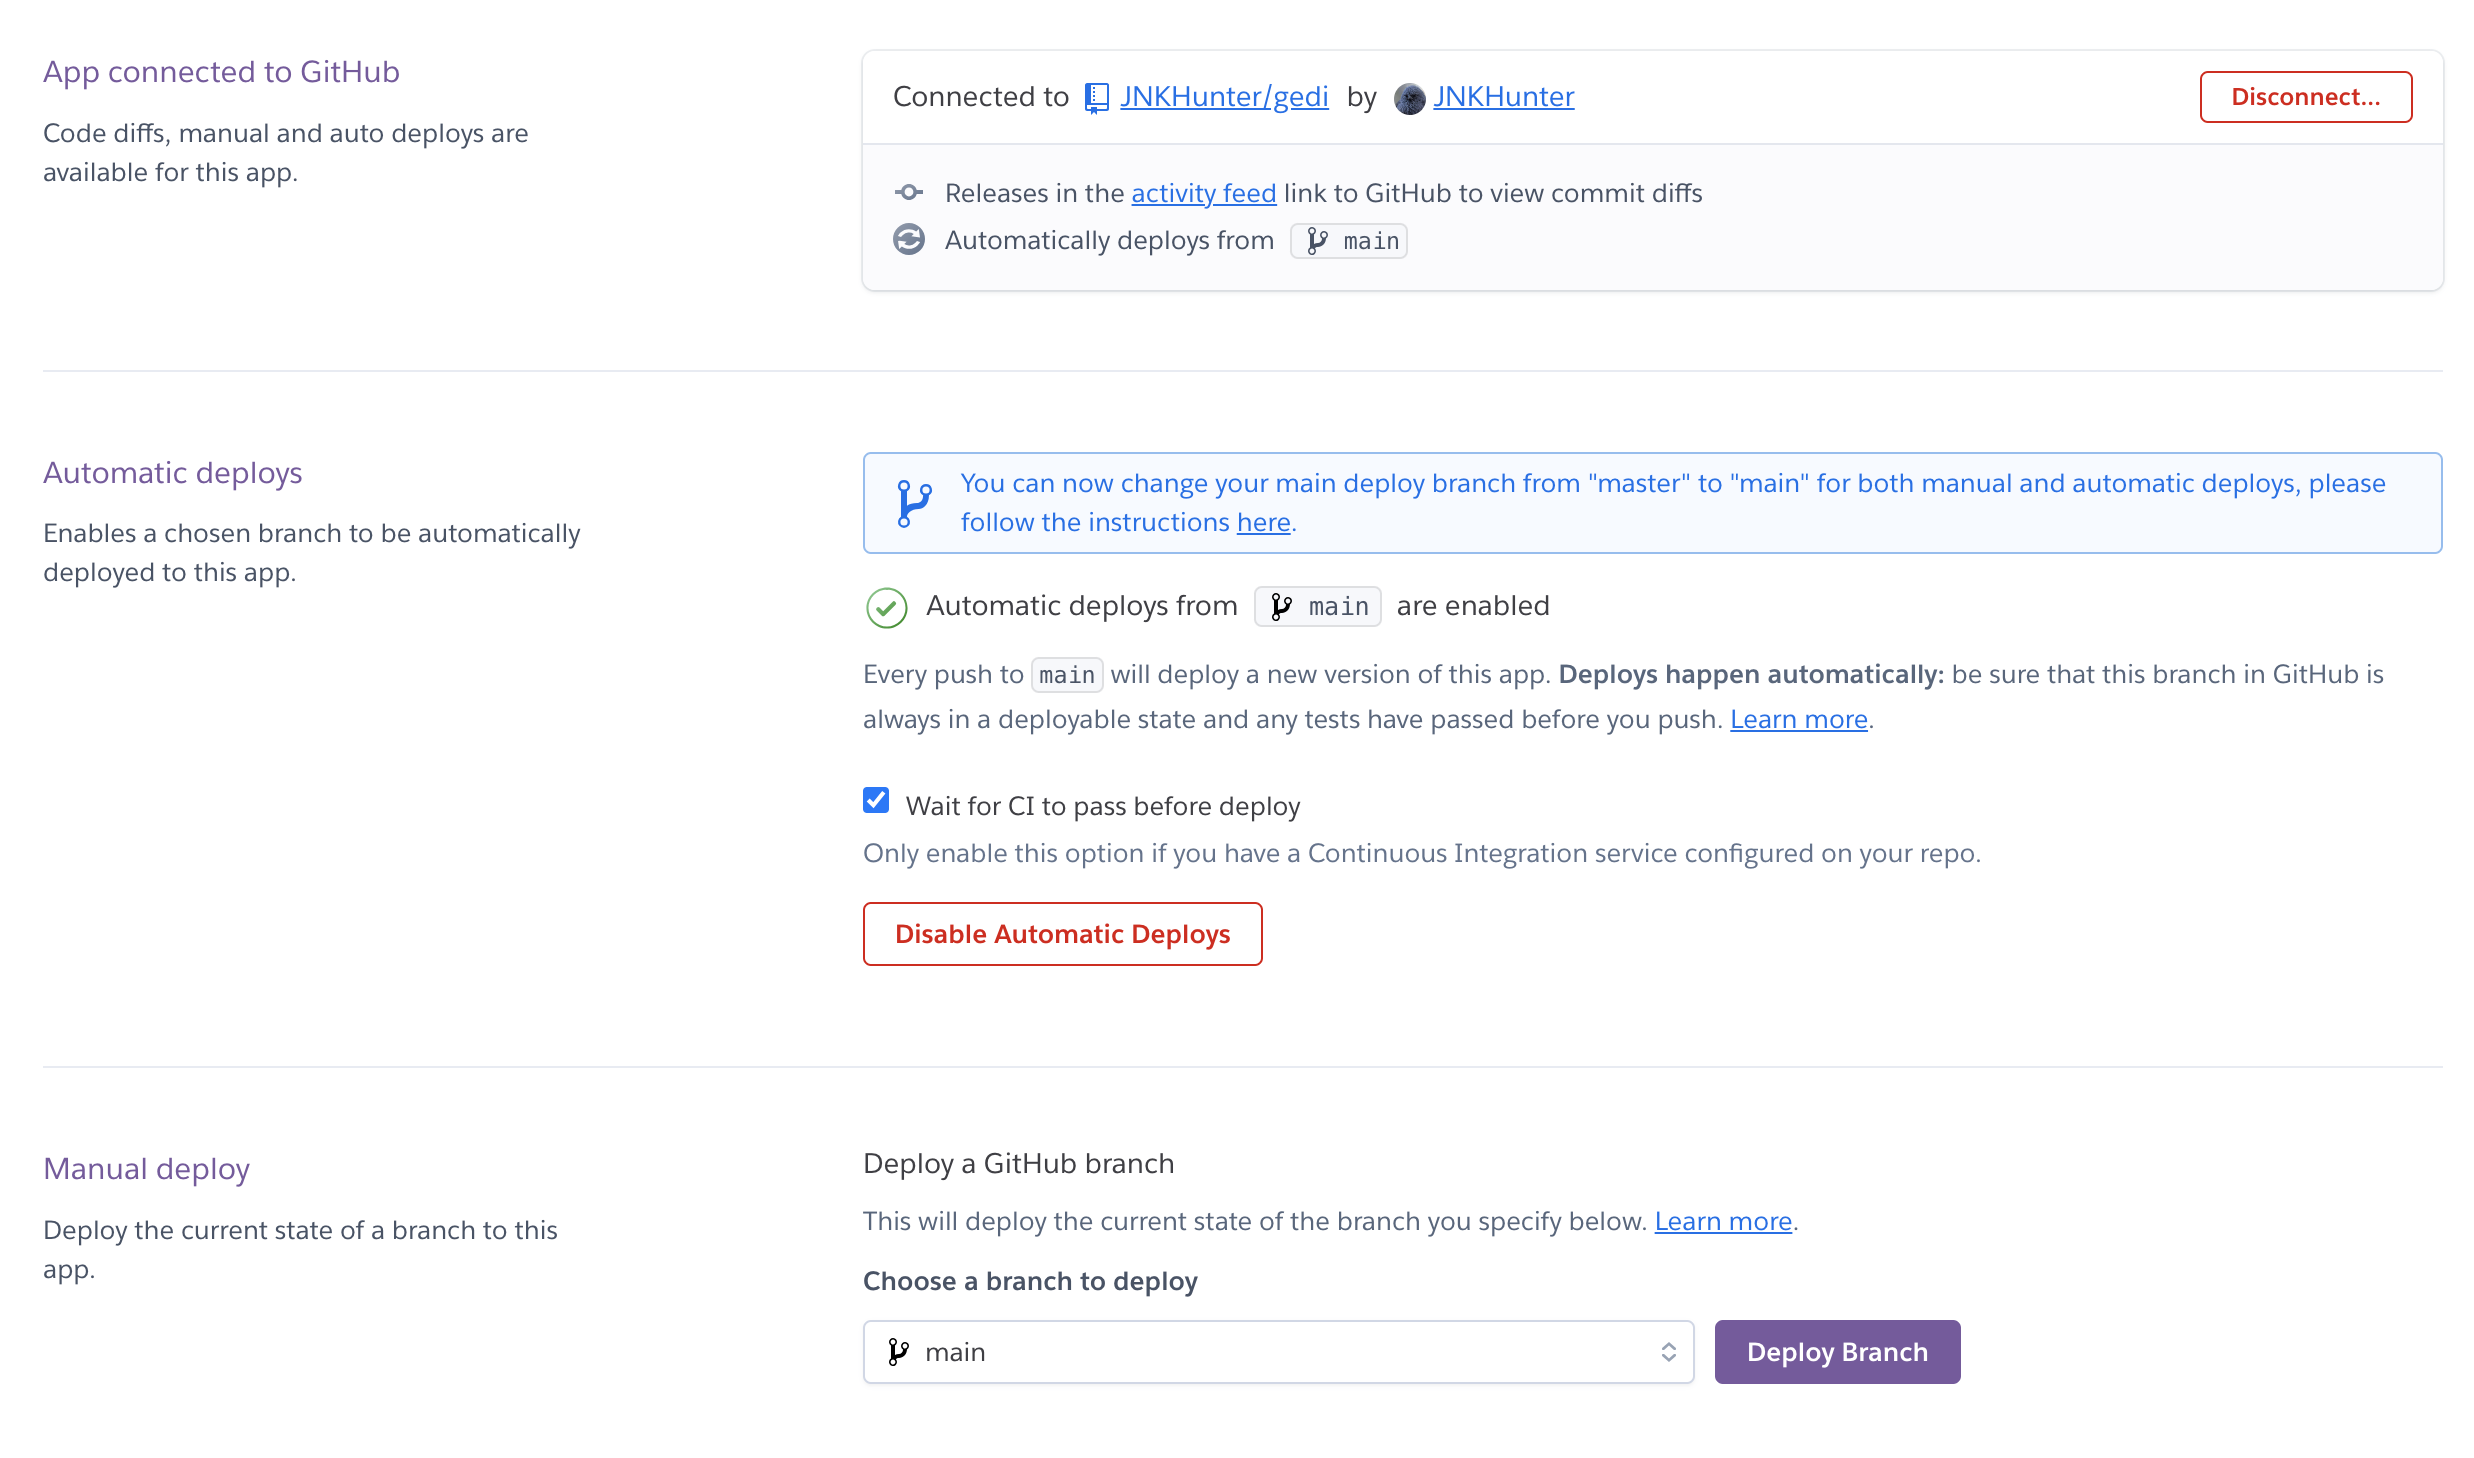 App connected to GitHub
Code diffs, manual and auto deploys are
available for this app.
Connected to JNKHunter/gedi by JNKHunter
Disconnect...
Releases in the activity feed link to GitHub to view commit diffs
Automatically deploys from main
Automatic deploys
Enables a chosen branch to be automatically
deployed to this app.
You can now change your main deploy branch from "master" to "main" for both manual and automatic deploys, please
follow the instructions here.
Automatic deploys from main are enabled
Every push to main will deploy a new version of this app. Deploys happen automatically: be sure that this branch in GitHub is
always in a deployable state and any tests have passed before you push. Learn more.
Wait for CI to pass before deploy
Only enable this option if you have a Continuous Integration service configured on your repo.
Disable Automatic Deploys
Manual deploy
Deploy the current state of a branch to this
app.
Deploy a GitHub branch
This will deploy the current state of the branch you specify below. Learn more.
Choose a branch to deploy
main
Deploy Branch